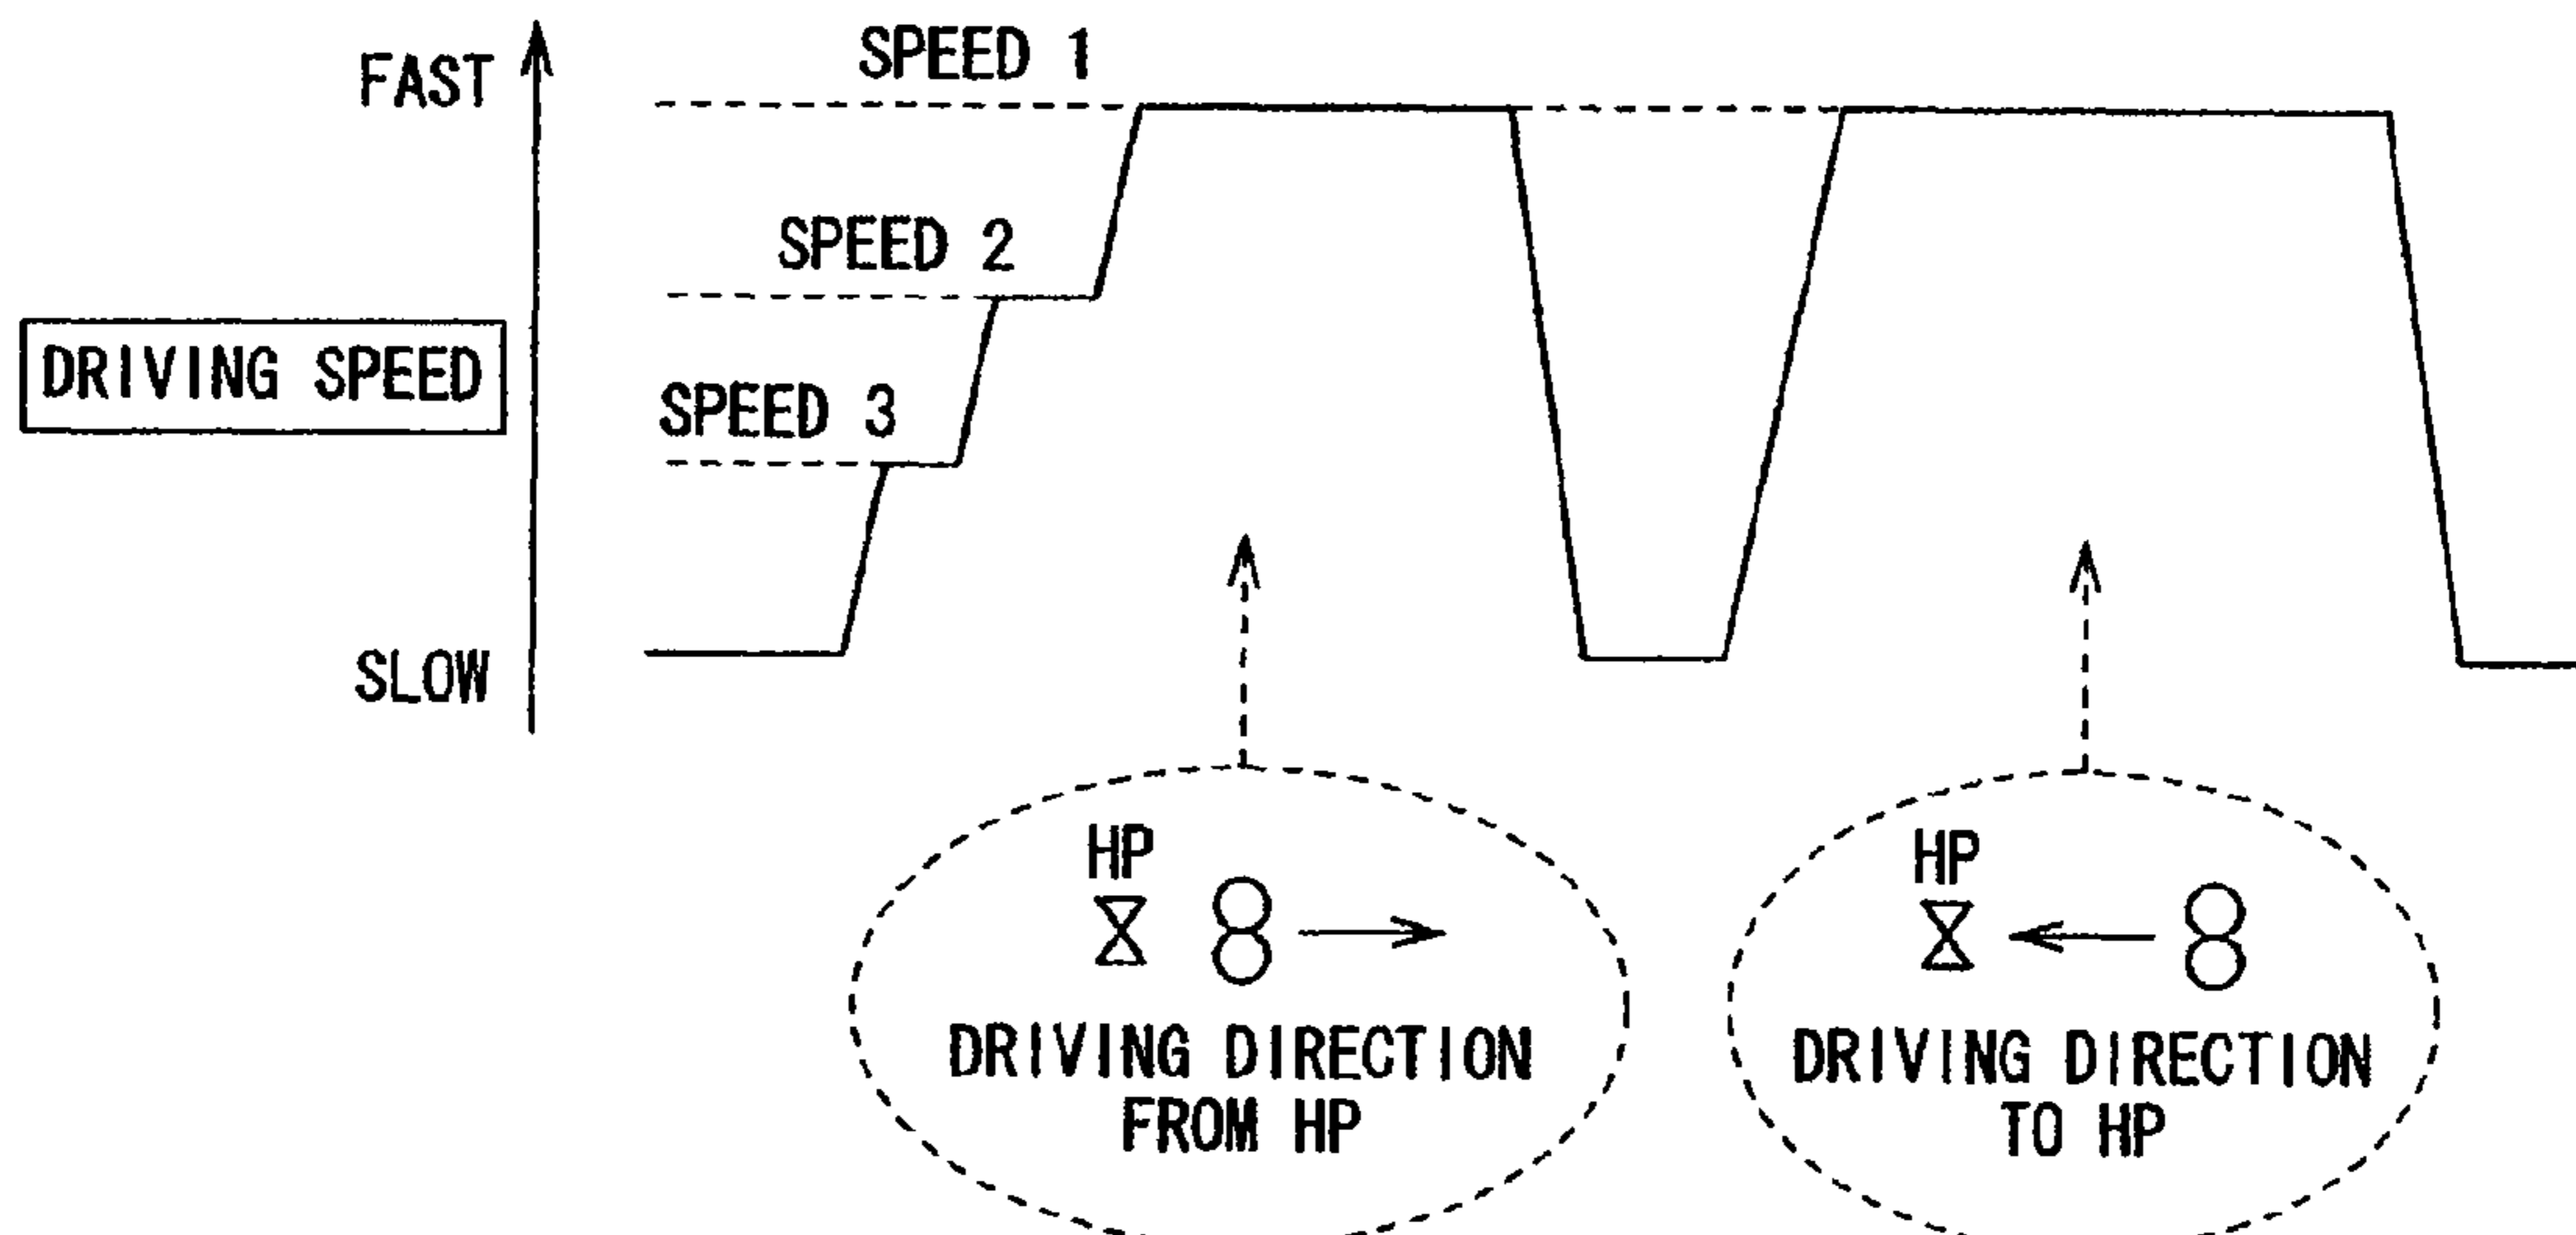 FAST
SPEED 1
SPEED 2
DRIVING SPEED
SPEED 3
SLOW
HP
DRIVING DIRECTION
FROM HP
HP
DRIVING DIRECTION
TO HP